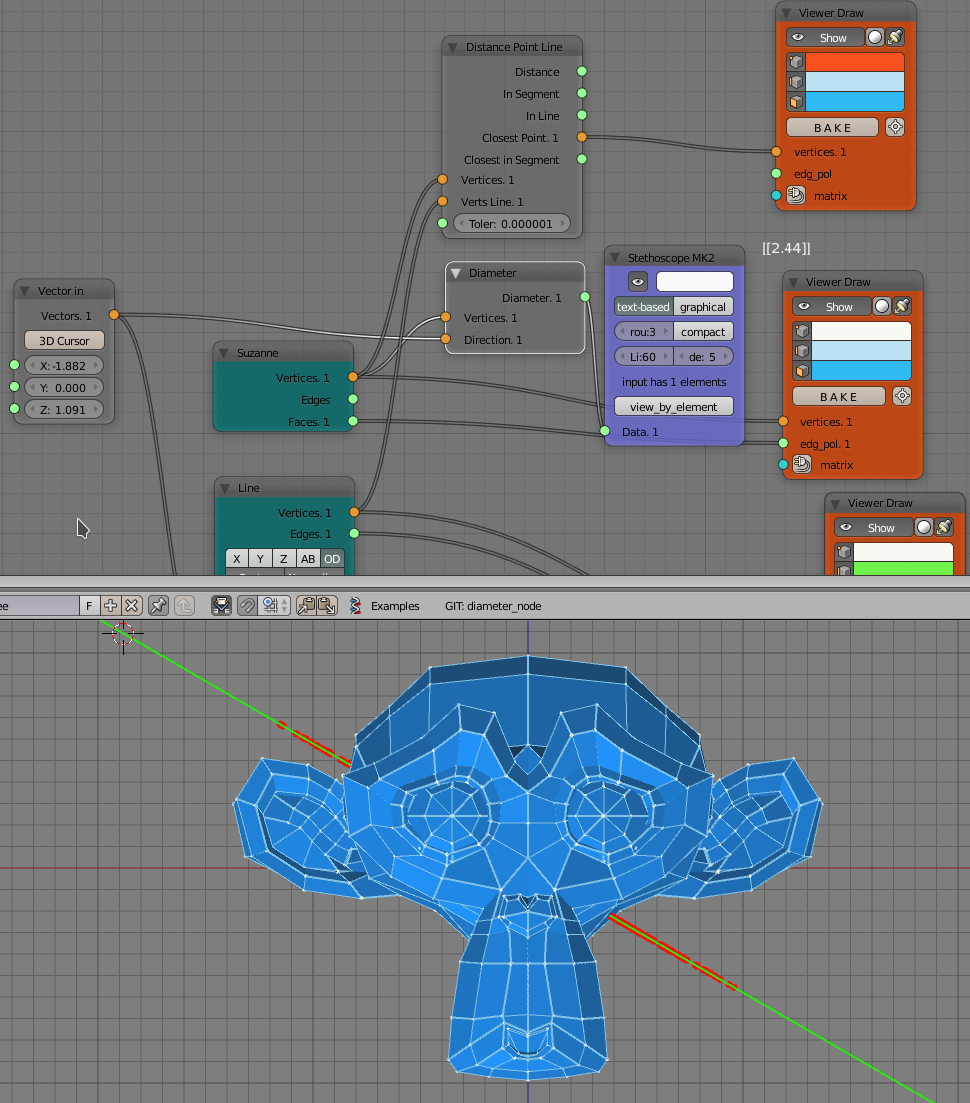 Viewer Draw
Show
BAKE
vertices. 1
edg_pol
matrix
Distance Point Line
Distance
In Segment
In Line
Closest Point. 1
Closest in Segment
Vertices. 1
Verts Line. 1
Toler: 0.000001
[[2.44]]
Stethoscope MK2
text-based graphical
rou:3 compact
Li:60 de: 5
input has 1 elements
view_by_element
Data. 1
Diameter
Diameter. 1
Vertices. 1
Direction. 1
Viewer Draw
Show
BAKE
vertices. 1
edg_pol. 1
matrix
Vector in
Vectors. 1
3D Cursor
X:-1.882
Y: 0.000
Z: 1.091
Suzanne
Vertices. 1
Edges
Faces. 1
Line
Vertices. 1
Edges. 1
X Y Z AB OD
Viewer Draw
Show
ee F Examples GIT: diameter_node